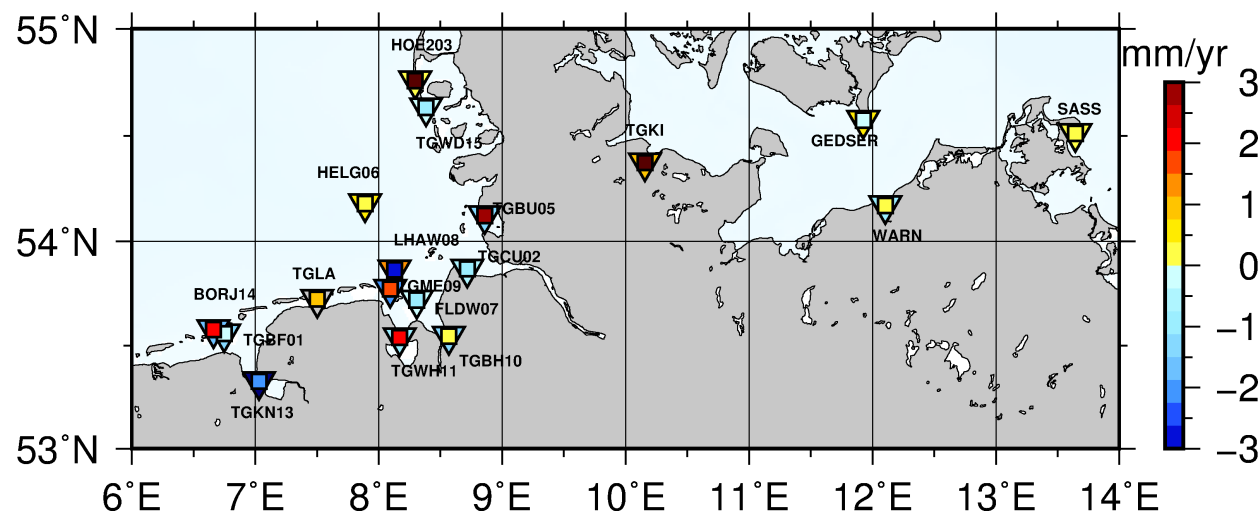 55°N
54°N
53°N
6°E
7°E
8°E
9°E
10°E
11°E
12°E
13°E
14°E
HOE203
TGWD15
HELG06
TGBU05
LHAW08
TGCU02
TGLA
TGME09
BORJ14
FLDW07
TGBF01
TGBH10
TGWH11
TGKN13
TGKI
GEDSER
SASS
WARN
mm/yr
3
2
1
0
−1
−2
−3